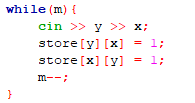 while(m){
cin >> y >> x;
store[y][x] = 1;
store[x][y] = 1;
m--;
}